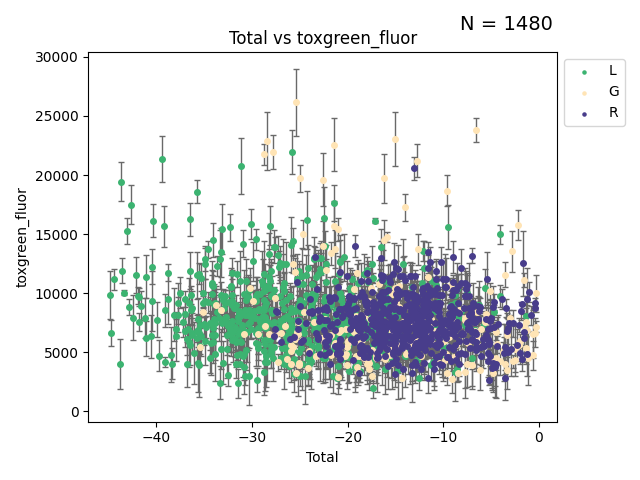 N = 1480
Total vs toxgreen_fluor
30000
25000
20000
15000
10000
5000
0
toxgreen_fluor
−40
−30
−20
−10
0
Total
L
G
R